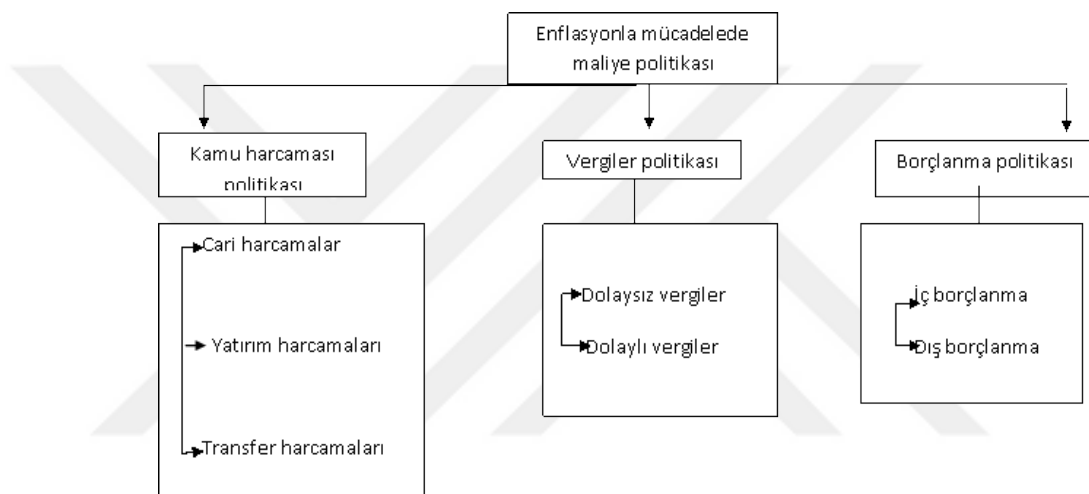 Enflasyonla mücadelede
maliye politikası
Kamu harcaması
politikası
Vergiler politikası
Borçlanma politikası
Cari harcamalar
Yatırım harcamaları
Transfer harcamaları
Dolaysız vergiler
Dolaylı vergiler
İç borçlanma
Dış borçlanma